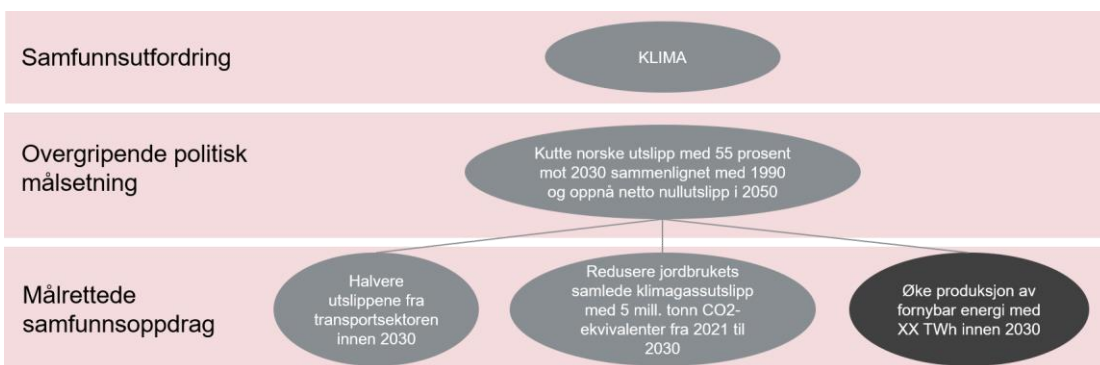 Samfunnsutfordring
KLIMA
Overgripende politisk
målsetning
Kutte norske utslipp med 55 prosent
mot 2030 sammenlignet med 1990
og oppnå netto nullutslipp i 2050
Målrettede
samfunnsoppdrag
Halvere
utslippene fra
transportsektoren
innen 2030
Redusere jordbrukets
samlede klimagassutslipp
med 5 mill. tonn CO2-
ekvivalenter fra 2021 til
2030
Øke produksjon av
fornybar energi med
XX TWh innen 2030